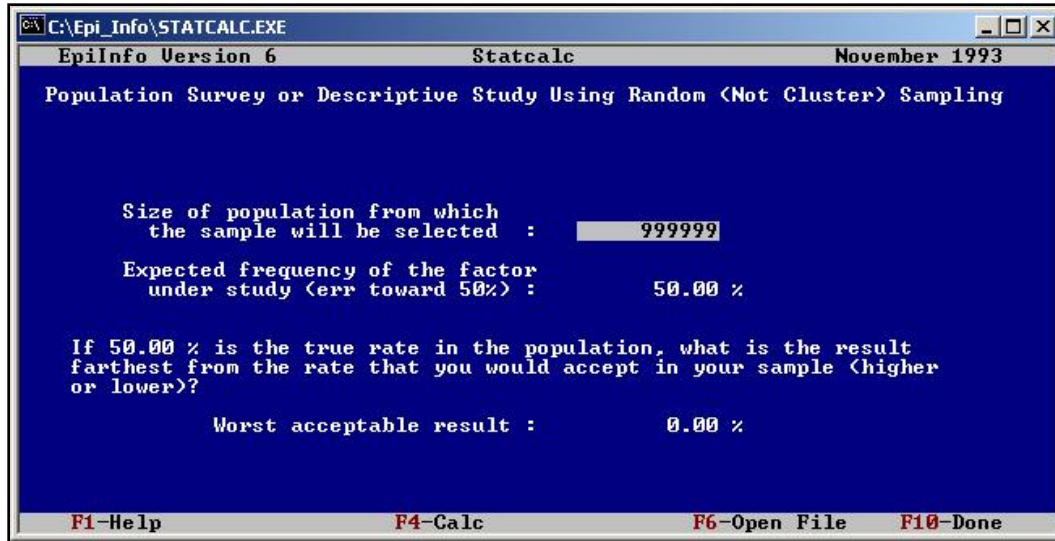 C:\Epi_Info\STATCALC.EXE
EpiInfo Version 6 Statcalc November 1993
Population Survey or Descriptive Study Using Random (Not Cluster) Sampling
Size of population from which
the sample will be selected : 999999
Expected frequency of the factor
under study (err toward 50%) : 50.00 %
If 50.00 % is the true rate in the population, what is the result
farthest from the rate that you would accept in your sample (higher
or lower)?
Worst acceptable result : 0.00 %
F1-Help F4-Calc F6-Open File F10-Done